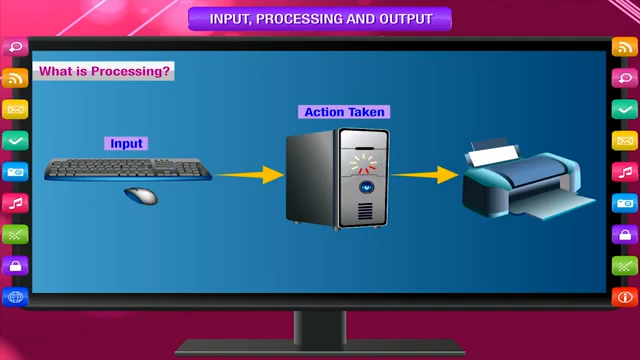 INPUT, PROCESSING AND OUTPUT
What is Processing?
Action Taken
Input